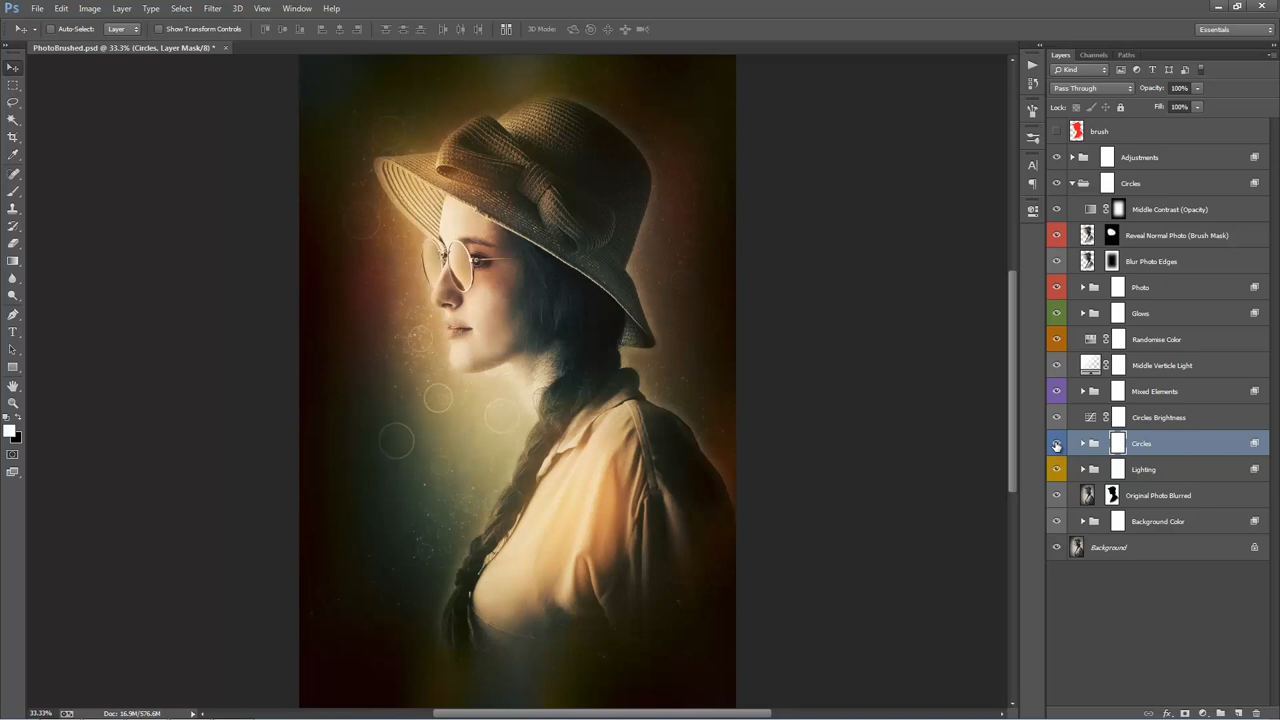 Ps File Edit Image Layer Type Select Filter 3D View Window Help
Auto-Select: Layer Show Transform Controls 3D Mode: Essentials
PhotoBrushed.psd @ 33.3% (Circles, Layer Mask/8) * ×
Layers Channels Paths
Kind
Pass Through Opacity: 100%
Lock: Fill: 100%
brush
Adjustments
Circles
Middle Contrast (Opacity)
Reveal Normal Photo (Brush Mask)
Blur Photo Edges
Photo
Glows
Randomise Color
Middle Verticle Light
Mixed Elements
Circles Brightness
Circles
Lighting
Original Photo Blurred
Background Color
Background
33.33% Doc: 16.9M/576.6M